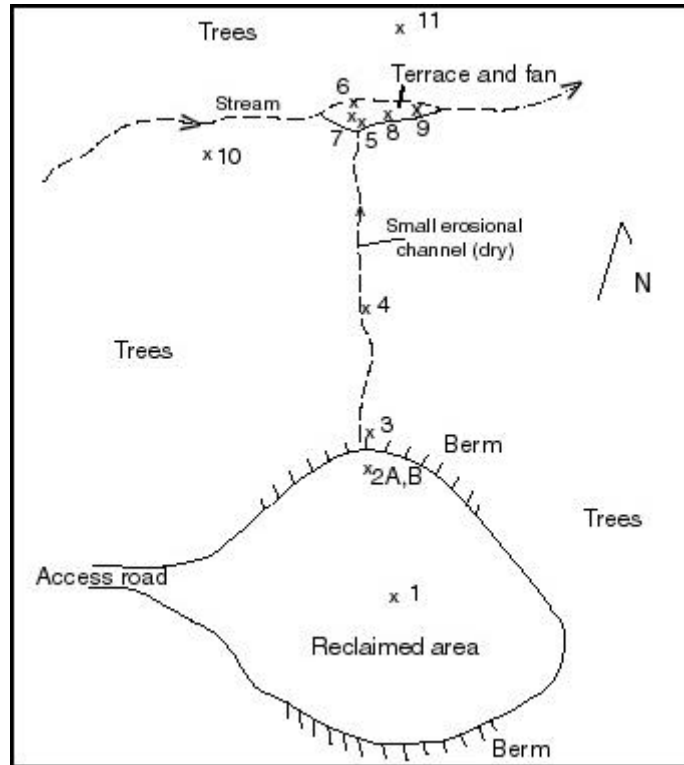 Trees
11
Terrace and fan
6
Stream
7
5
8
9
10
Small erosional
channel (dry)
N
4
Trees
3
Berm
2A,B
Trees
Access road
1
Reclaimed area
Berm